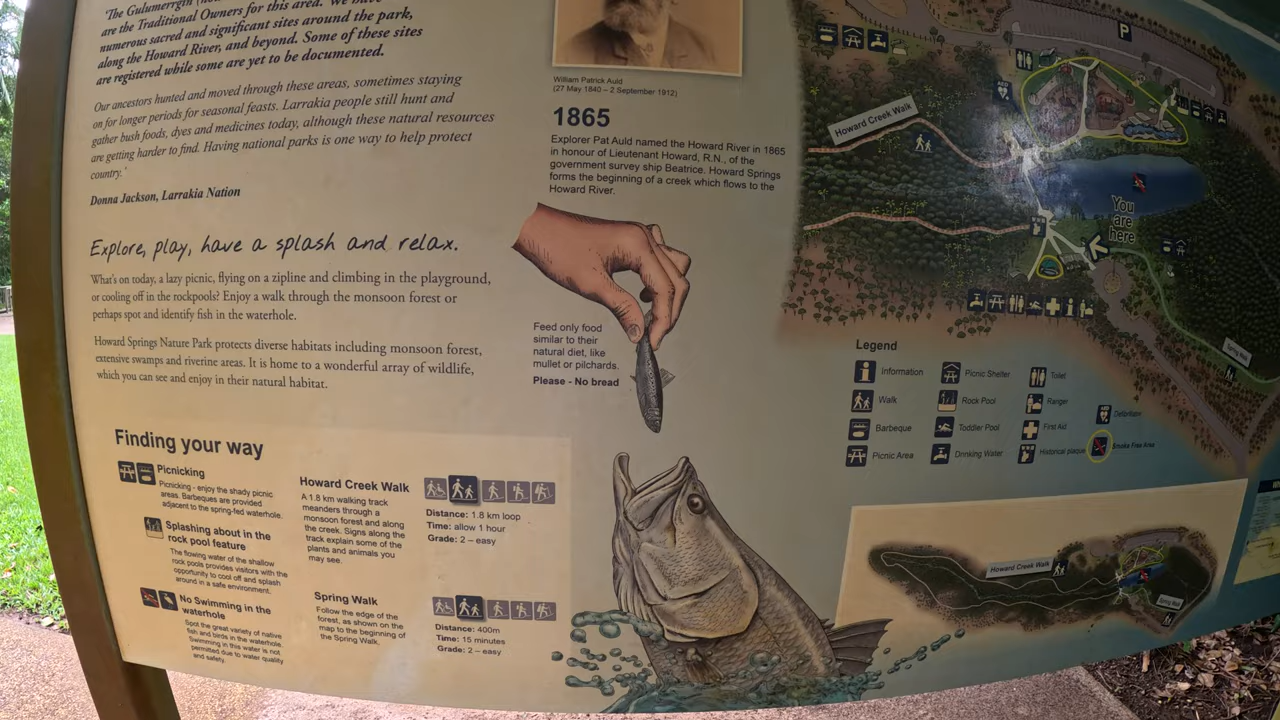 'The Gulumerrgin
are the Traditional Owners for this area. We have
numerous sacred and significant sites around the park,
along the Howard River, and beyond. Some of these sites
are registered while some are yet to be documented.
Our ancestors hunted and moved through these areas, sometimes staying
on for longer periods for seasonal feasts. Larrakia people still hunt and
gather bush foods, dyes and medicines today, although these natural resources
are getting harder to find. Having national parks is one way to help protect
country.'
Donna Jackson, Larrakia Nation
Explore, play, have a splash and relax.
What's on today, a lazy picnic, flying on a zipline and climbing in the playground,
or cooling off in the rockpools? Enjoy a walk through the monsoon forest or
perhaps spot and identify fish in the waterhole.
Howard Springs Nature Park protects diverse habitats including monsoon forest,
extensive swamps and riverine areas. It is home to a wonderful array of wildlife,
which you can see and enjoy in their natural habitat.
Finding your way
Picnicking
Picnicking - enjoy the shady picnic
areas. Barbeques are provided
adjacent to the spring-fed waterhole.
Splashing about in the
rock pool feature
The flowing water of the shallow
rock pools provides visitors with the
opportunity to cool off and splash
around in a safe environment.
No Swimming in the
waterhole
Spot the great variety of native
fish and birds in the waterhole.
Swimming in this water is not
permitted due to water quality
and safety.
Howard Creek Walk
A 1.8 km walking track
meanders through a
monsoon forest and along
the creek. Signs along the
track explain some of the
plants and animals you
may see.
Distance: 1.8 km loop
Time: allow 1 hour
Grade: 2 – easy
Spring Walk
Follow the edge of the
forest, as shown on the
map to the beginning of
the Spring Walk.
Distance: 400m
Time: 15 minutes
Grade: 2 – easy
William Patrick Auld
(27 May 1840 – 2 September 1912)
1865
Explorer Pat Auld named the Howard River in 1865
in honour of Lieutenant Howard, R.N., of the
government survey ship Beatrice. Howard Springs
forms the beginning of a creek which flows to the
Howard River.
Feed only food
similar to their
natural diet, like
mullet or pilchards.
Please - No bread
P
Howard Creek Walk
You
are
here
Spring Walk
Legend
Information
Walk
Barbeque
Picnic Area
Picnic Shelter
Rock Pool
Toddler Pool
Drinking Water
Toilet
Ranger
First Aid
Historical plaque
Defibrillator
Smoke Free Area
Howard Creek Walk
Spring Walk